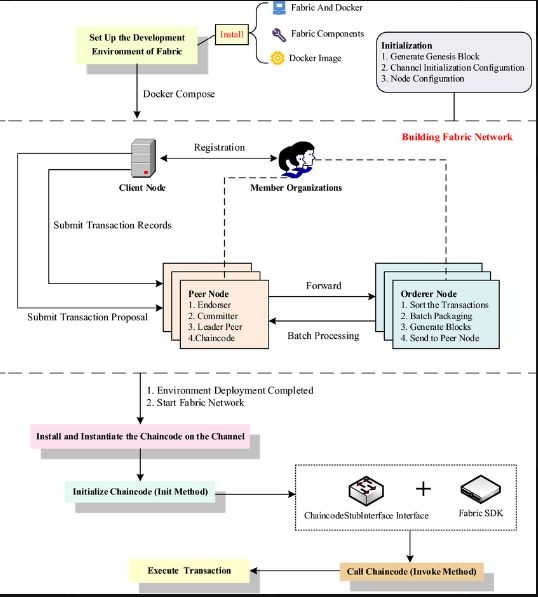 Set Up the Development
Environment of Fabric
Install
Fabric And Docker
Fabric Components
Docker Image
Initialization
1. Generate Genesis Block
2. Channel Initialization Configuration
3. Node Configuration
Docker Compose
Building Fabric Network
Registration
Client Node
Member Organizations
Submit Transaction Records
Submit Transaction Proposal
Peer Node
1. Endorser
2. Committer
3. Leader Peer
4.Chaincode
Forward
Batch Processing
Orderer Node
1. Sort the Transactions
2. Batch Packaging
3. Generate Blocks
4. Send to Peer Node
1. Environment Deployment Completed
2. Start Fabric Network
Install and Instantiate the Chaincode on the Channel
Initialize Chaincode (Init Method)
ChaincodeStubInterface Interface
+
Fabric SDK
Call Chaincode (Invoke Method)
Execute Transaction